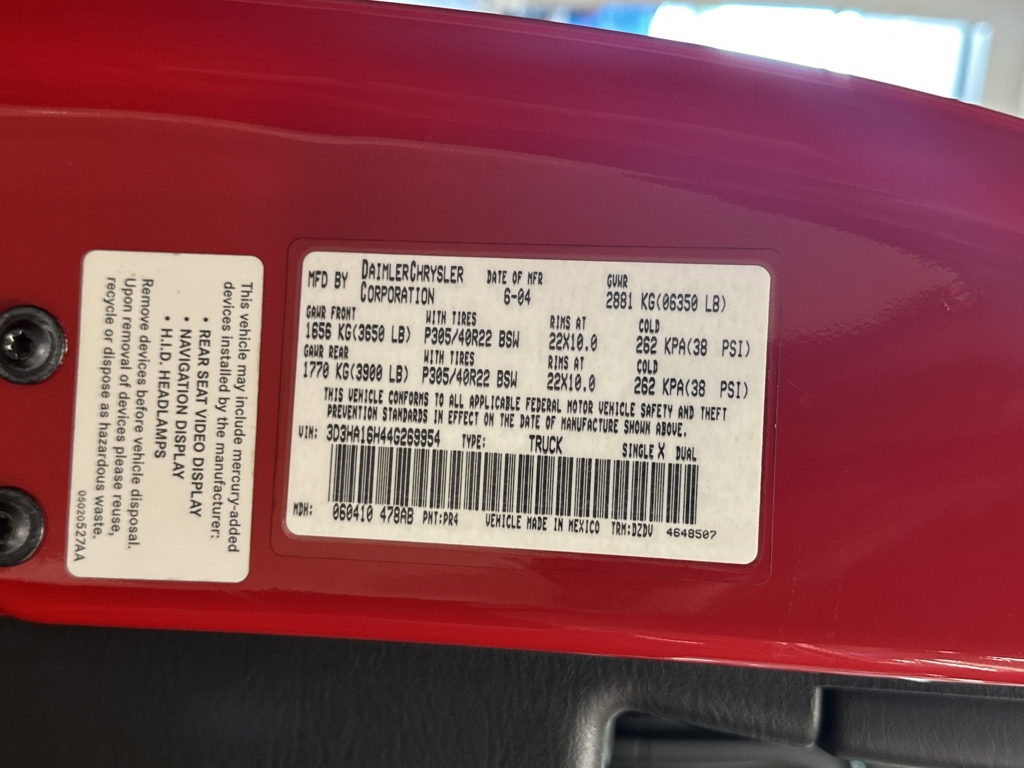 This vehicle may include mercury-added
devices installed by the manufacturer:
• REAR SEAT VIDEO DISPLAY
• NAVIGATION DISPLAY
• H.I.D. HEADLAMPS
Remove devices before vehicle disposal.
Upon removal of devices please reuse,
recycle or dispose as hazardous waste.
05020527AA
MFD BY DAIMLERCHRYSLER CORPORATION DATE OF MFR 6-04 GVWR 2881 KG(06350 LB)
GAWR FRONT WITH TIRES RIMS AT COLD
1656 KG(3650 LB) P305/40R22 BSW 22X10.0 262 KPA(38 PSI)
GAWR REAR WITH TIRES RIMS AT COLD
1770 KG(3900 LB) P305/40R22 BSW 22X10.0 262 KPA(38 PSI)
THIS VEHICLE CONFORMS TO ALL APPLICABLE FEDERAL MOTOR VEHICLE SAFETY AND THEFT
PREVENTION STANDARDS IN EFFECT ON THE DATE OF MANUFACTURE SHOWN ABOVE.
VIN: 3D3HA16H44G269954 TYPE: TRUCK SINGLE X DUAL
MDH: 060410 478AB PNT:PR4 VEHICLE MADE IN MEXICO TRM:DZDV 4648507